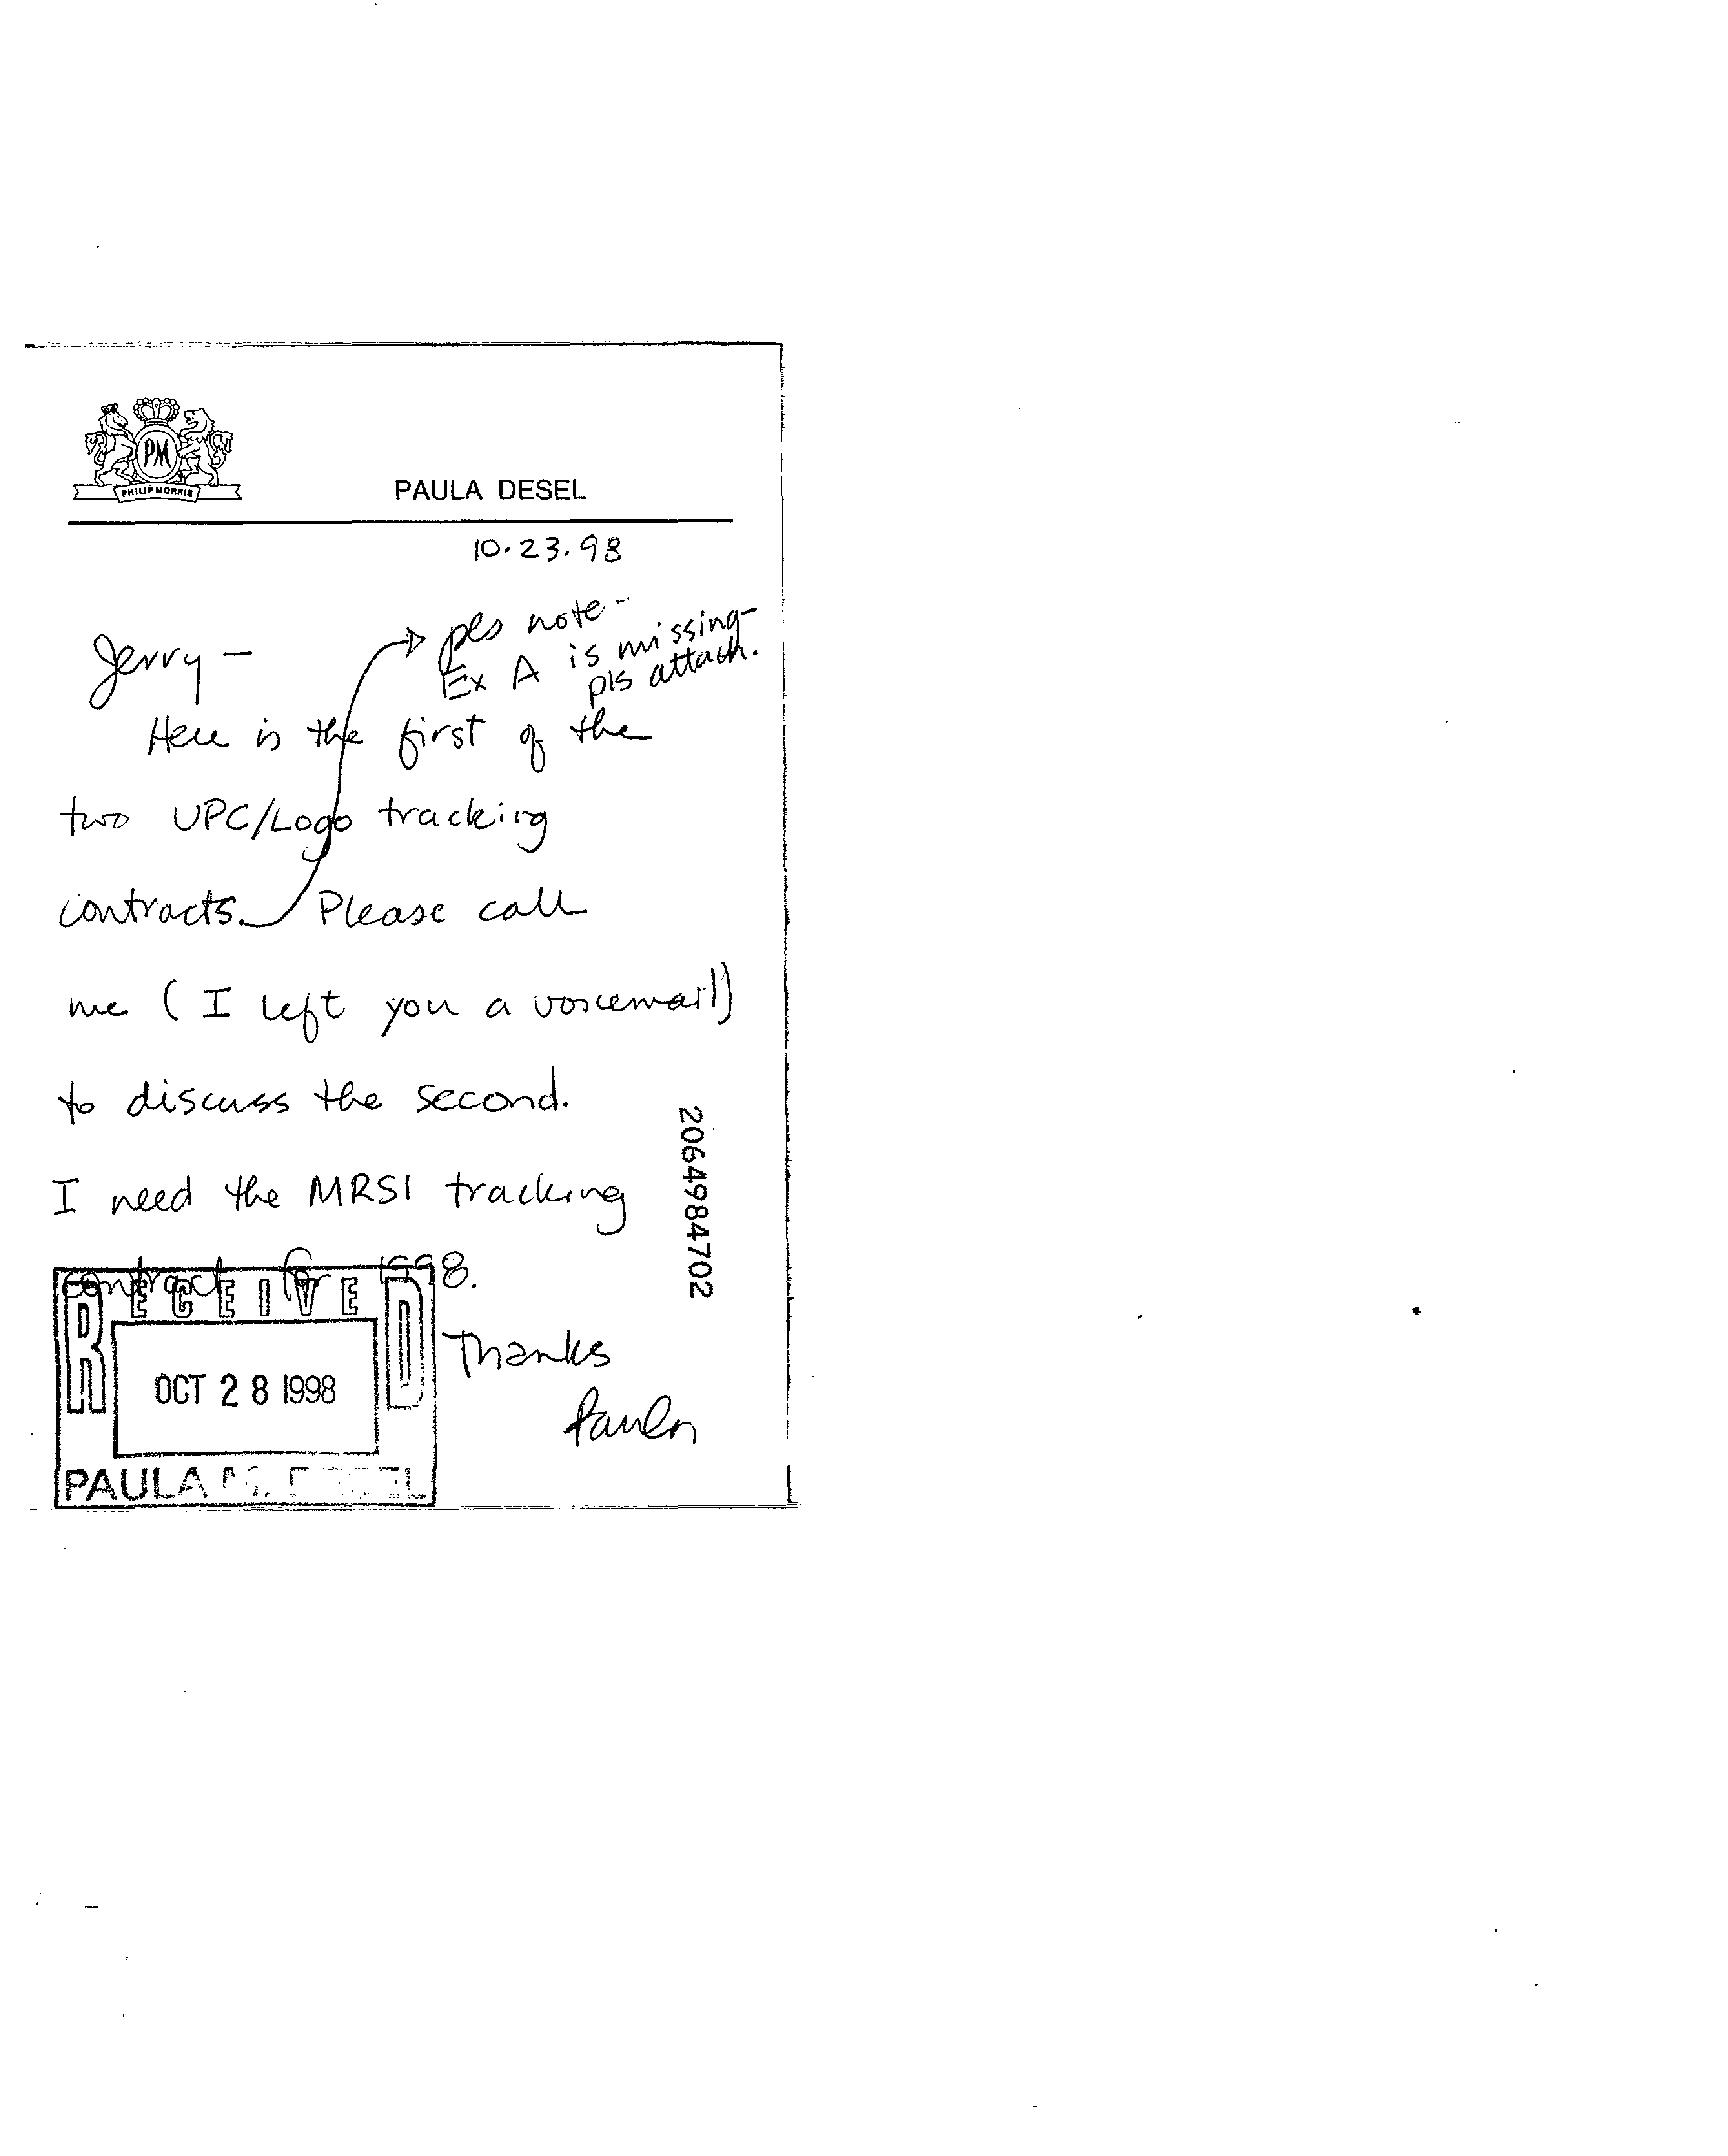 PM
PHILIP MORRIS
PAULA DESEL
10.23.98
pls note -
Ex A is missing -
pls attach.
Jerry -
Here is the first of the
two UPC/Logo tracking
contracts. Please call
me (I left you a voicemail)
to discuss the second.
I need the MRSI tracking
contract for 1998.
Thanks
Paula
RECEIVED
OCT 28 1998
PAULA M. DESEL
2064984702